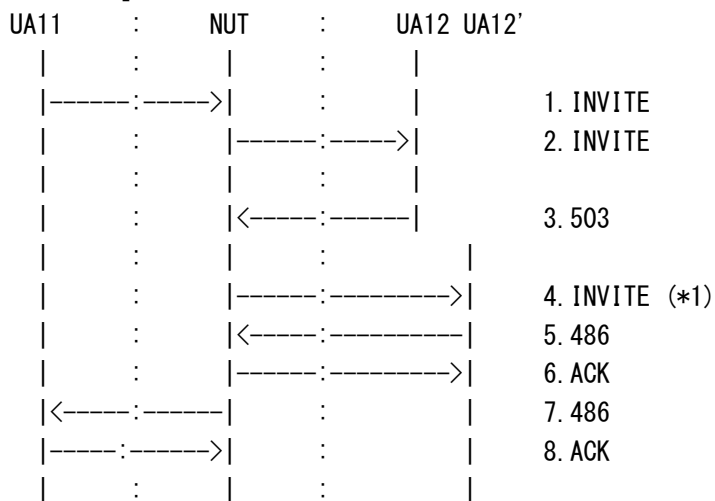 UA11 : NUT : UA12 UA12'
| : | : |
|------:----->| : | 1. INVITE
| : |-----:----->| 2. INVITE
| : | : |
| : |<-----:------| 3. 503
| : | : |
| : |-----:--------->| 4. INVITE (*1)
| : |<-----:----------| 5. 486
| : |-----:--------->| 6. ACK
|<-----:------| : | 7. 486
|-----:------>| : | 8. ACK
| : | : |